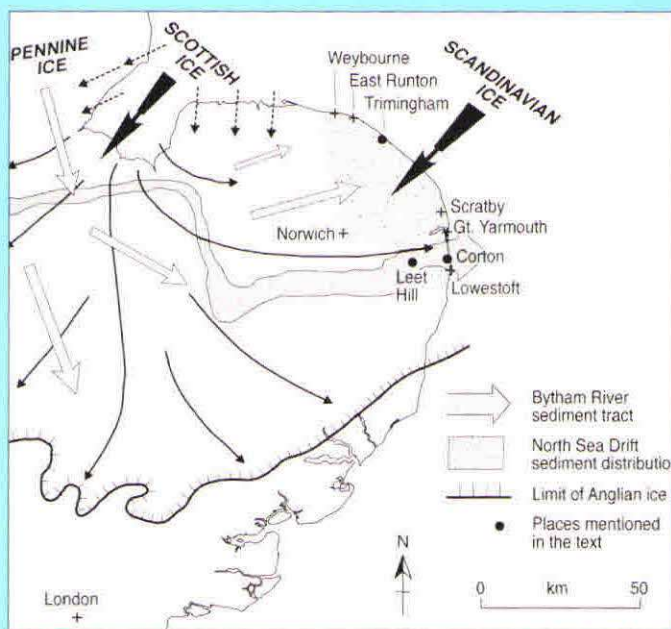 PENNINE
ICE
SCOTTISH
ICE
SCANDINAVIAN
ICE
Weybourne
East Runton
Trimingham
Norwich
Scratby
Gt. Yarmouth
Corton
Leet
Hill
Lowestoft
Bytham River
sediment tract
North Sea Drift
sediment distributio
Limit of Anglian ice
Places mentioned
in the text
London
N
0 km 50